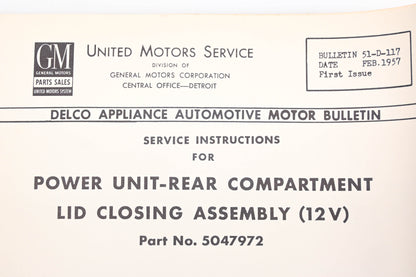 GM
GENERAL MOTORS
PARTS SALES
UNITED MOTORS SYSTEM
UNITED MOTORS SERVICE
DIVISION OF
GENERAL MOTORS CORPORATION
CENTRAL OFFICE—DETROIT
BULLETIN 51-D-117
DATE FEB.1957
First Issue
DELCO APPLIANCE AUTOMOTIVE MOTOR BULLETIN
SERVICE INSTRUCTIONS
FOR
POWER UNIT-REAR COMPARTMENT
LID CLOSING ASSEMBLY (12V)
Part No. 5047972